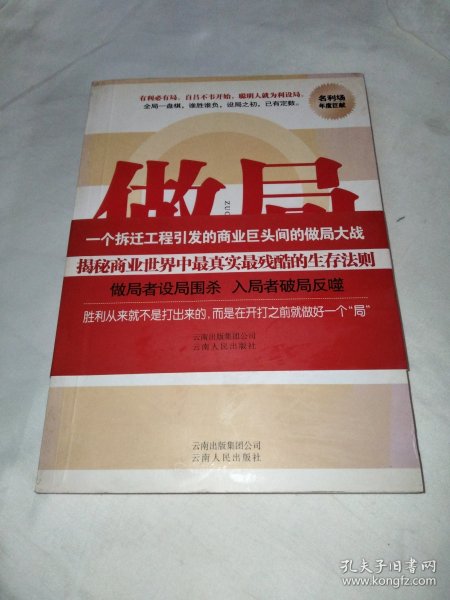 有利必有局，自吕不韦开始，聪明人就为利设局。
全局一盘棋，谁胜谁负，设局之初，已有定数。
名利场
年度巨献
做局
ZUO
一个拆迁工程引发的商业巨头间的做局大战
揭秘商业世界中最真实最残酷的生存法则
做局者设局围杀 入局者破局反噬
胜利从来就不是打出来的，而是在开打之前就做好一个“局”
云南出版集团公司
云南人民出版社
云南出版集团公司
云南人民出版社
孔夫子旧书网
www.kongfz.com